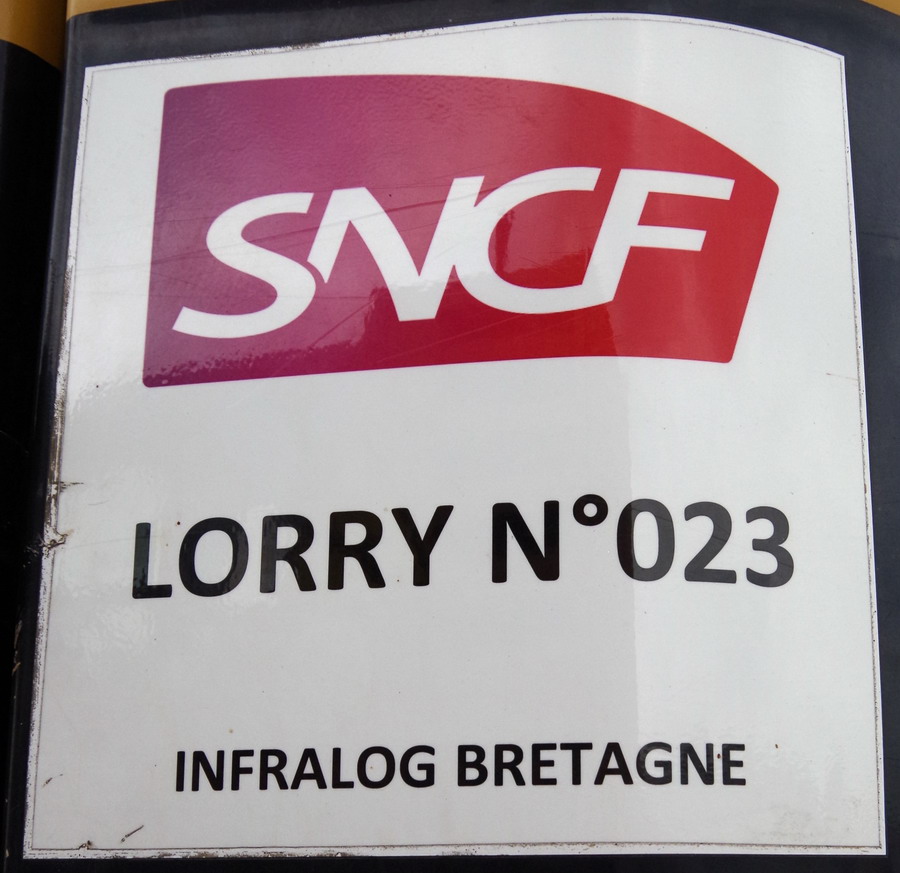 SNCF
LORRY N°023
INFRALOG BRETAGNE